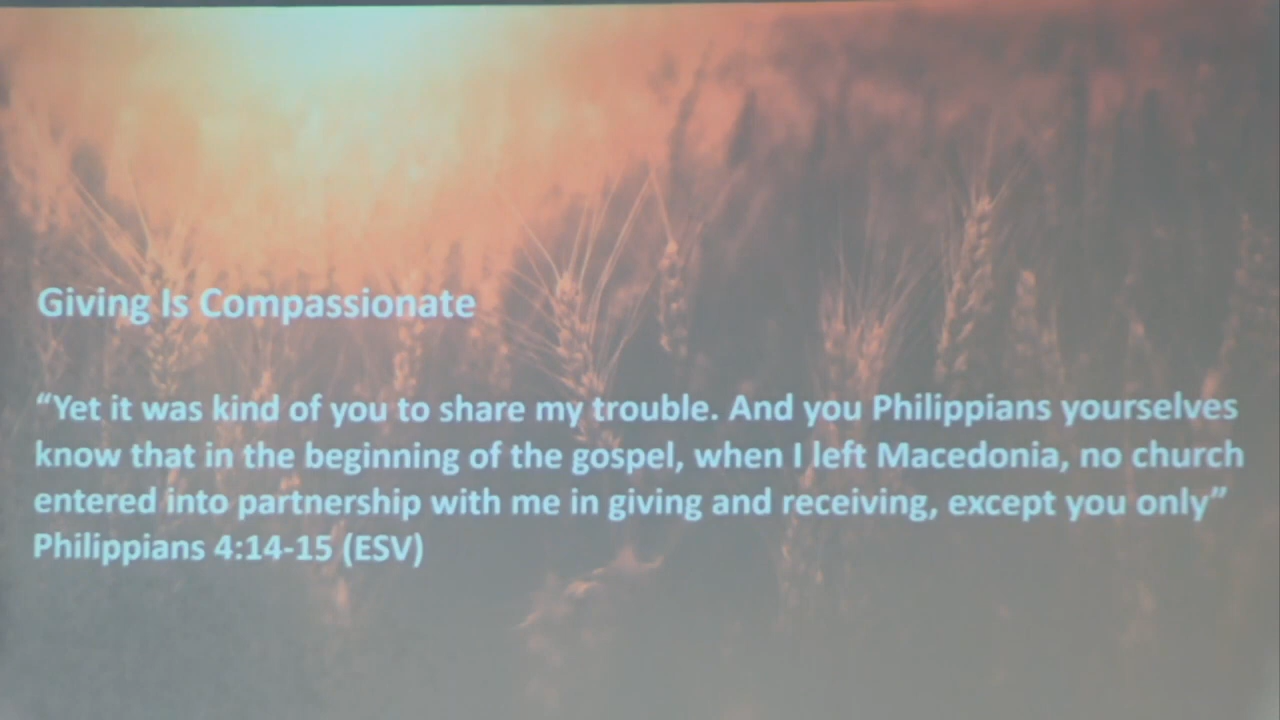 Giving Is Compassionate
“Yet it was kind of you to share my trouble. And you Philippians yourselves
know that in the beginning of the gospel, when I left Macedonia, no church
entered into partnership with me in giving and receiving, except you only”
Philippians 4:14-15 (ESV)